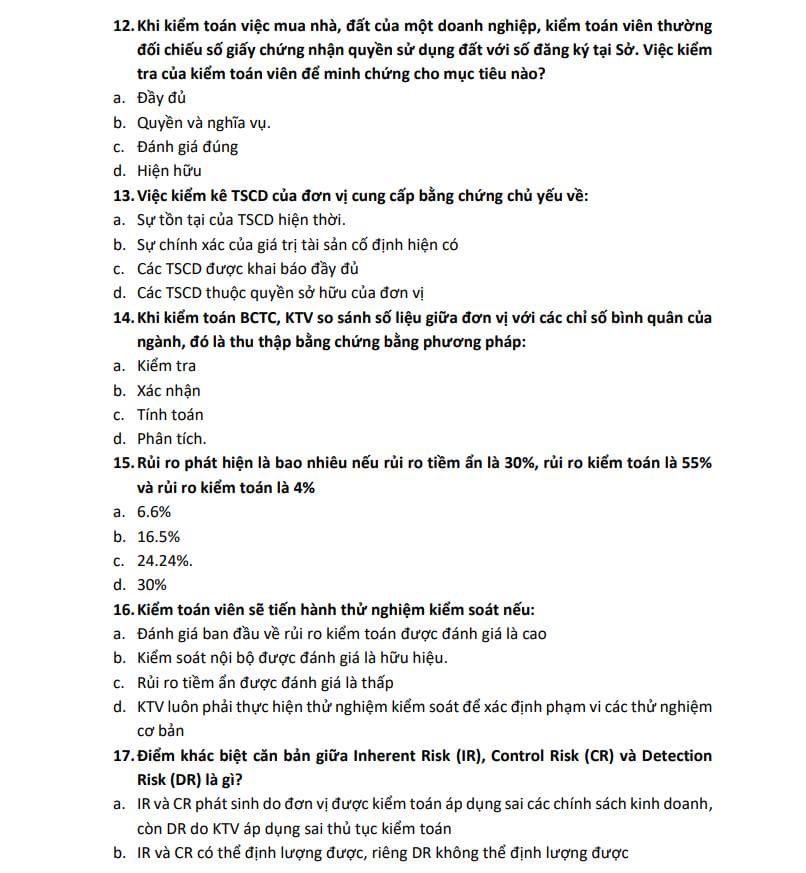 12. Khi kiểm toán việc mua nhà, đất của một doanh nghiệp, kiểm toán viên thường
đối chiếu số giấy chứng nhận quyền sử dụng đất với số đăng ký tại Sở. Việc kiểm
tra của kiểm toán viên để minh chứng cho mục tiêu nào?
a. Đầy đủ
b. Quyền và nghĩa vụ.
c. Đánh giá đúng
d. Hiện hữu
13. Việc kiểm kê TSCD của đơn vị cung cấp bằng chứng chủ yếu về:
a. Sự tồn tại của TSCD hiện thời.
b. Sự chính xác của giá trị tài sản cố định hiện có
c. Các TSCD được khai báo đầy đủ
d. Các TSCD thuộc quyền sở hữu của đơn vị
14. Khi kiểm toán BCTC, KTV so sánh số liệu giữa đơn vị với các chỉ số bình quân của
ngành, đó là thu thập bằng chứng bằng phương pháp:
a. Kiểm tra
b. Xác nhận
c. Tính toán
d. Phân tích.
15. Rủi ro phát hiện là bao nhiêu nếu rủi ro tiềm ẩn là 30%, rủi ro kiểm toán là 55%
và rủi ro kiểm toán là 4%
a. 6.6%
b. 16.5%
c. 24.24%.
d. 30%
16. Kiểm toán viên sẽ tiến hành thử nghiệm kiểm soát nếu:
a. Đánh giá ban đầu về rủi ro kiểm toán được đánh giá là cao
b. Kiểm soát nội bộ được đánh giá là hữu hiệu.
c. Rủi ro tiềm ẩn được đánh giá là thấp
d. KTV luôn phải thực hiện thử nghiệm kiểm soát để xác định phạm vi các thử nghiệm
cơ bản
17. Điểm khác biệt căn bản giữa Inherent Risk (IR), Control Risk (CR) và Detection
Risk (DR) là gì?
a. IR và CR phát sinh do đơn vị được kiểm toán áp dụng sai các chính sách kinh doanh,
còn DR do KTV áp dụng sai thủ tục kiểm toán
b. IR và CR có thể định lượng được, riêng DR không thể định lượng được